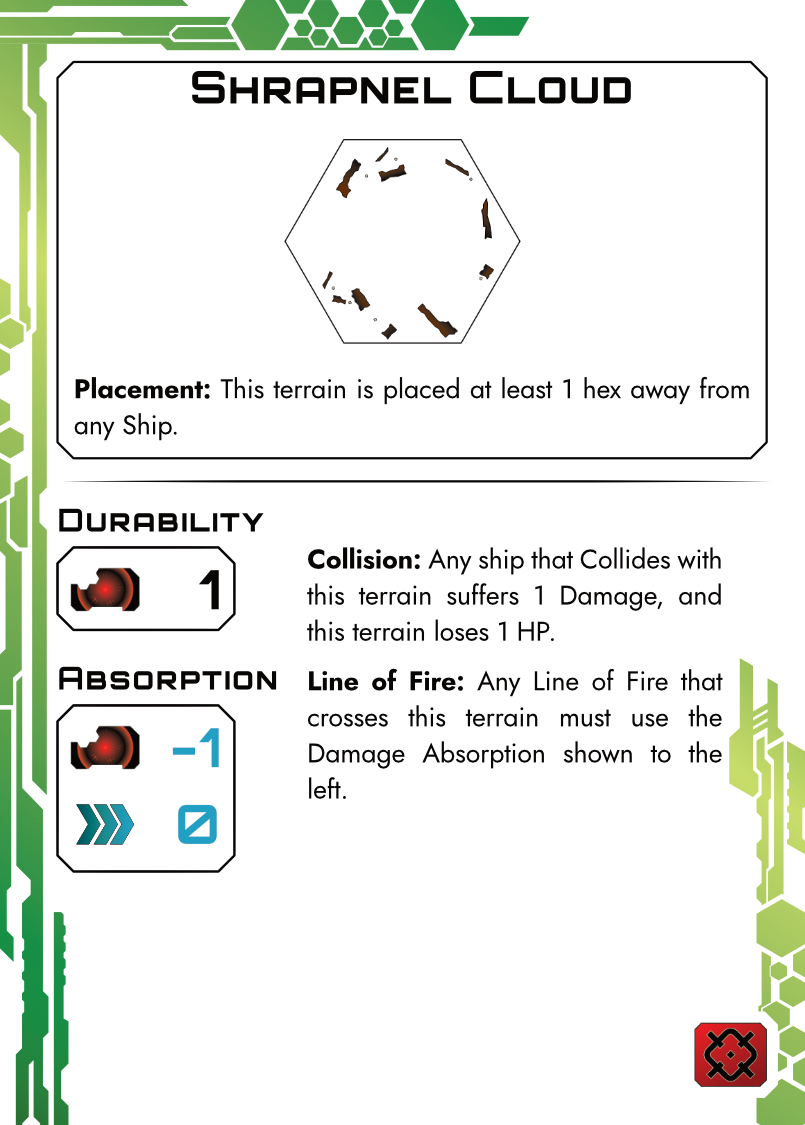 Shrapnel Cloud
Placement: This terrain is placed at least 1 hex away from
any Ship.
Durability
1
Collision: Any ship that Collides with
this terrain suffers 1 Damage, and
this terrain loses 1 HP.
Absorption
-1
0
Line of Fire: Any Line of Fire that
crosses this terrain must use the
Damage Absorption shown to the
left.